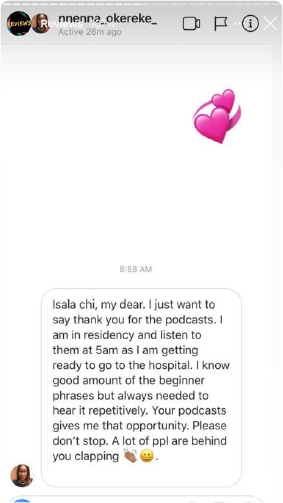 nnenna_okereke_
Reviews
Active 26m ago
8:58 AM
Isala chi, my dear. I just want to
say thank you for the podcasts. I
am in residency and listen to
them at 5am as I am getting
ready to go to the hospital. I know
good amount of the beginner
phrases but always needed to
hear it repetitively. Your podcasts
gives me that opportunity. Please
don't stop. A lot of ppl are behind
you clapping 👏🏾😀.